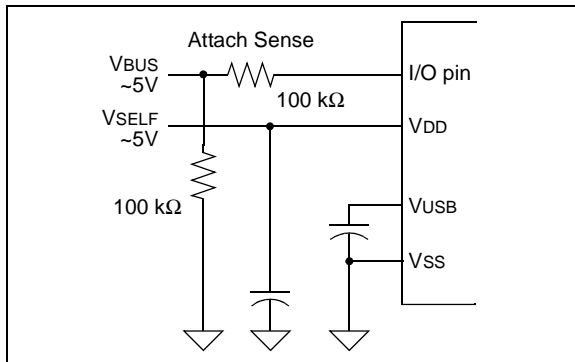 Attach Sense
VBUS
~5V
100 kΩ
I/O pin
VSELF
~5V
VDD
100 kΩ
VUSB
VSS